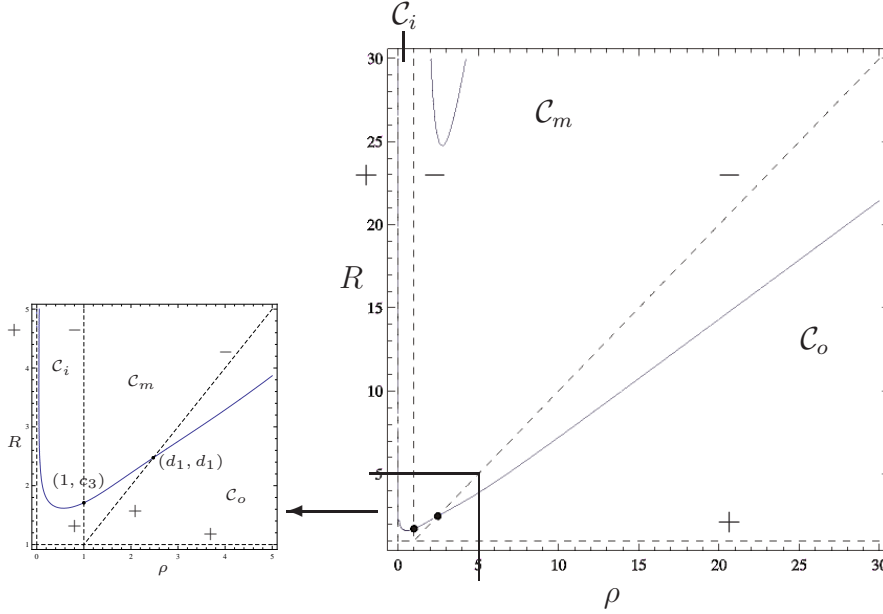 C_i
30
C_m
25
+ − −
20
R
15
C_o
10
5
+
0 5 10 15 20 25 30
ρ
5
+ − −
C_i
4
C_m
R
3
(d_1, d_1)
(1, c_3)
2
C_o
+ + +
1
0 1 2 3 4 5
ρ